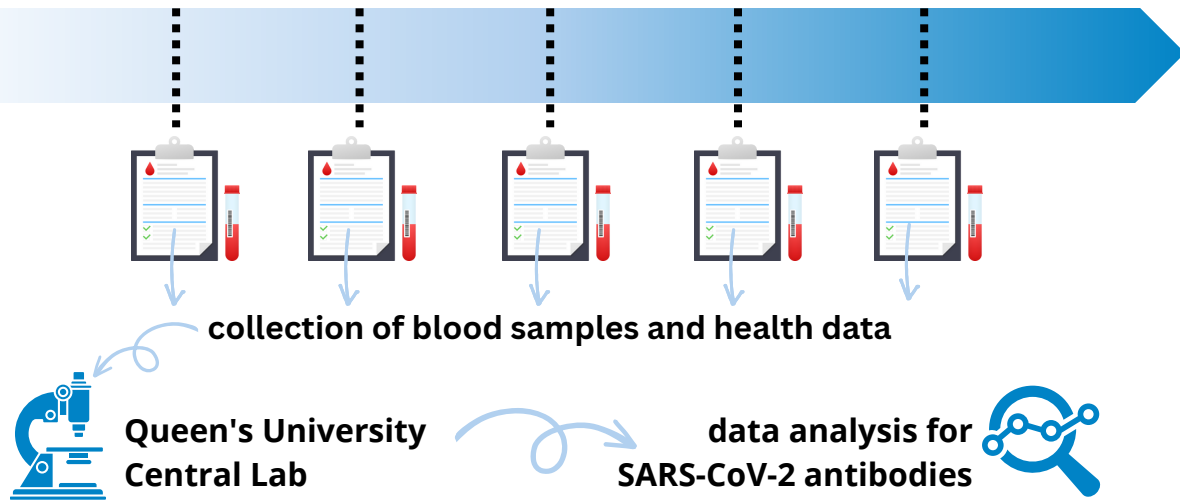 collection of blood samples and health data
Queen's University
Central Lab
data analysis for
SARS-CoV-2 antibodies